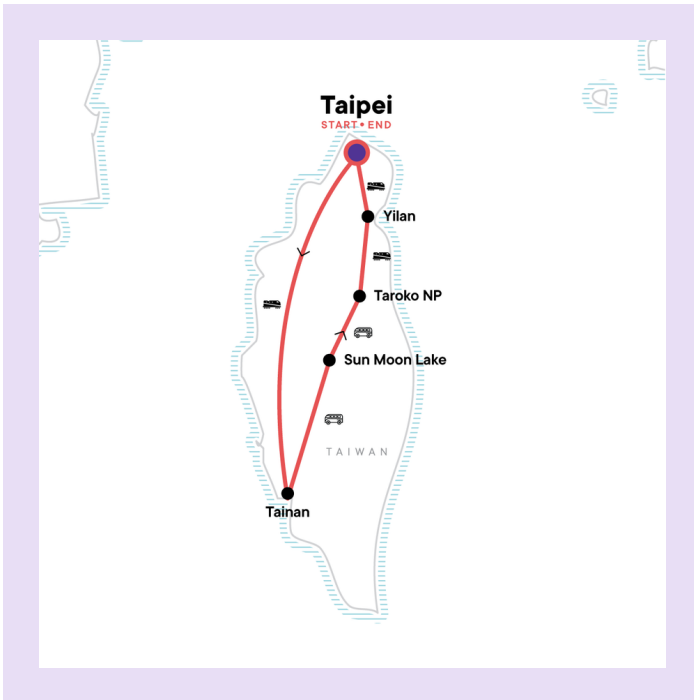 Taipei
START • END
Yilan
Taroko NP
Sun Moon Lake
TAIWAN
Tainan